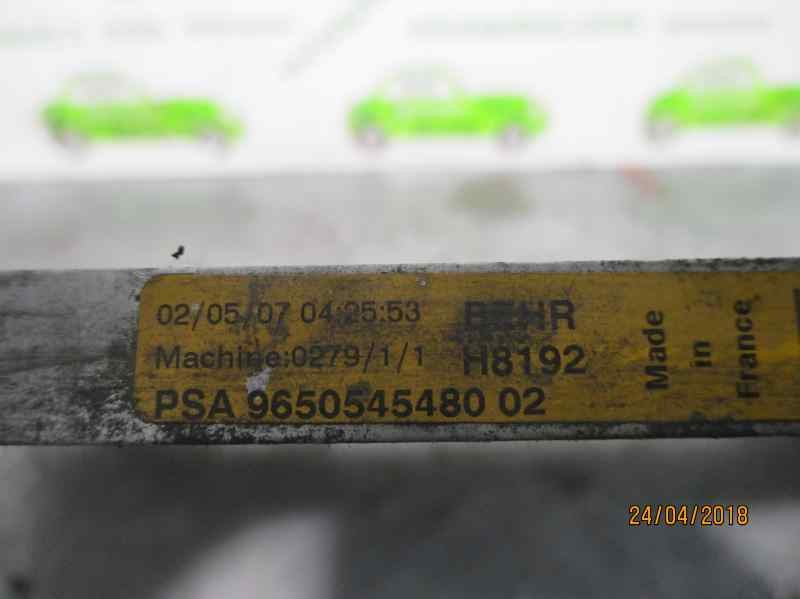 02/05/07 04:25:53 BEHR
Machine:0279/1/1 H8192
PSA 9650545480 02
Made
in
France
24/04/2018